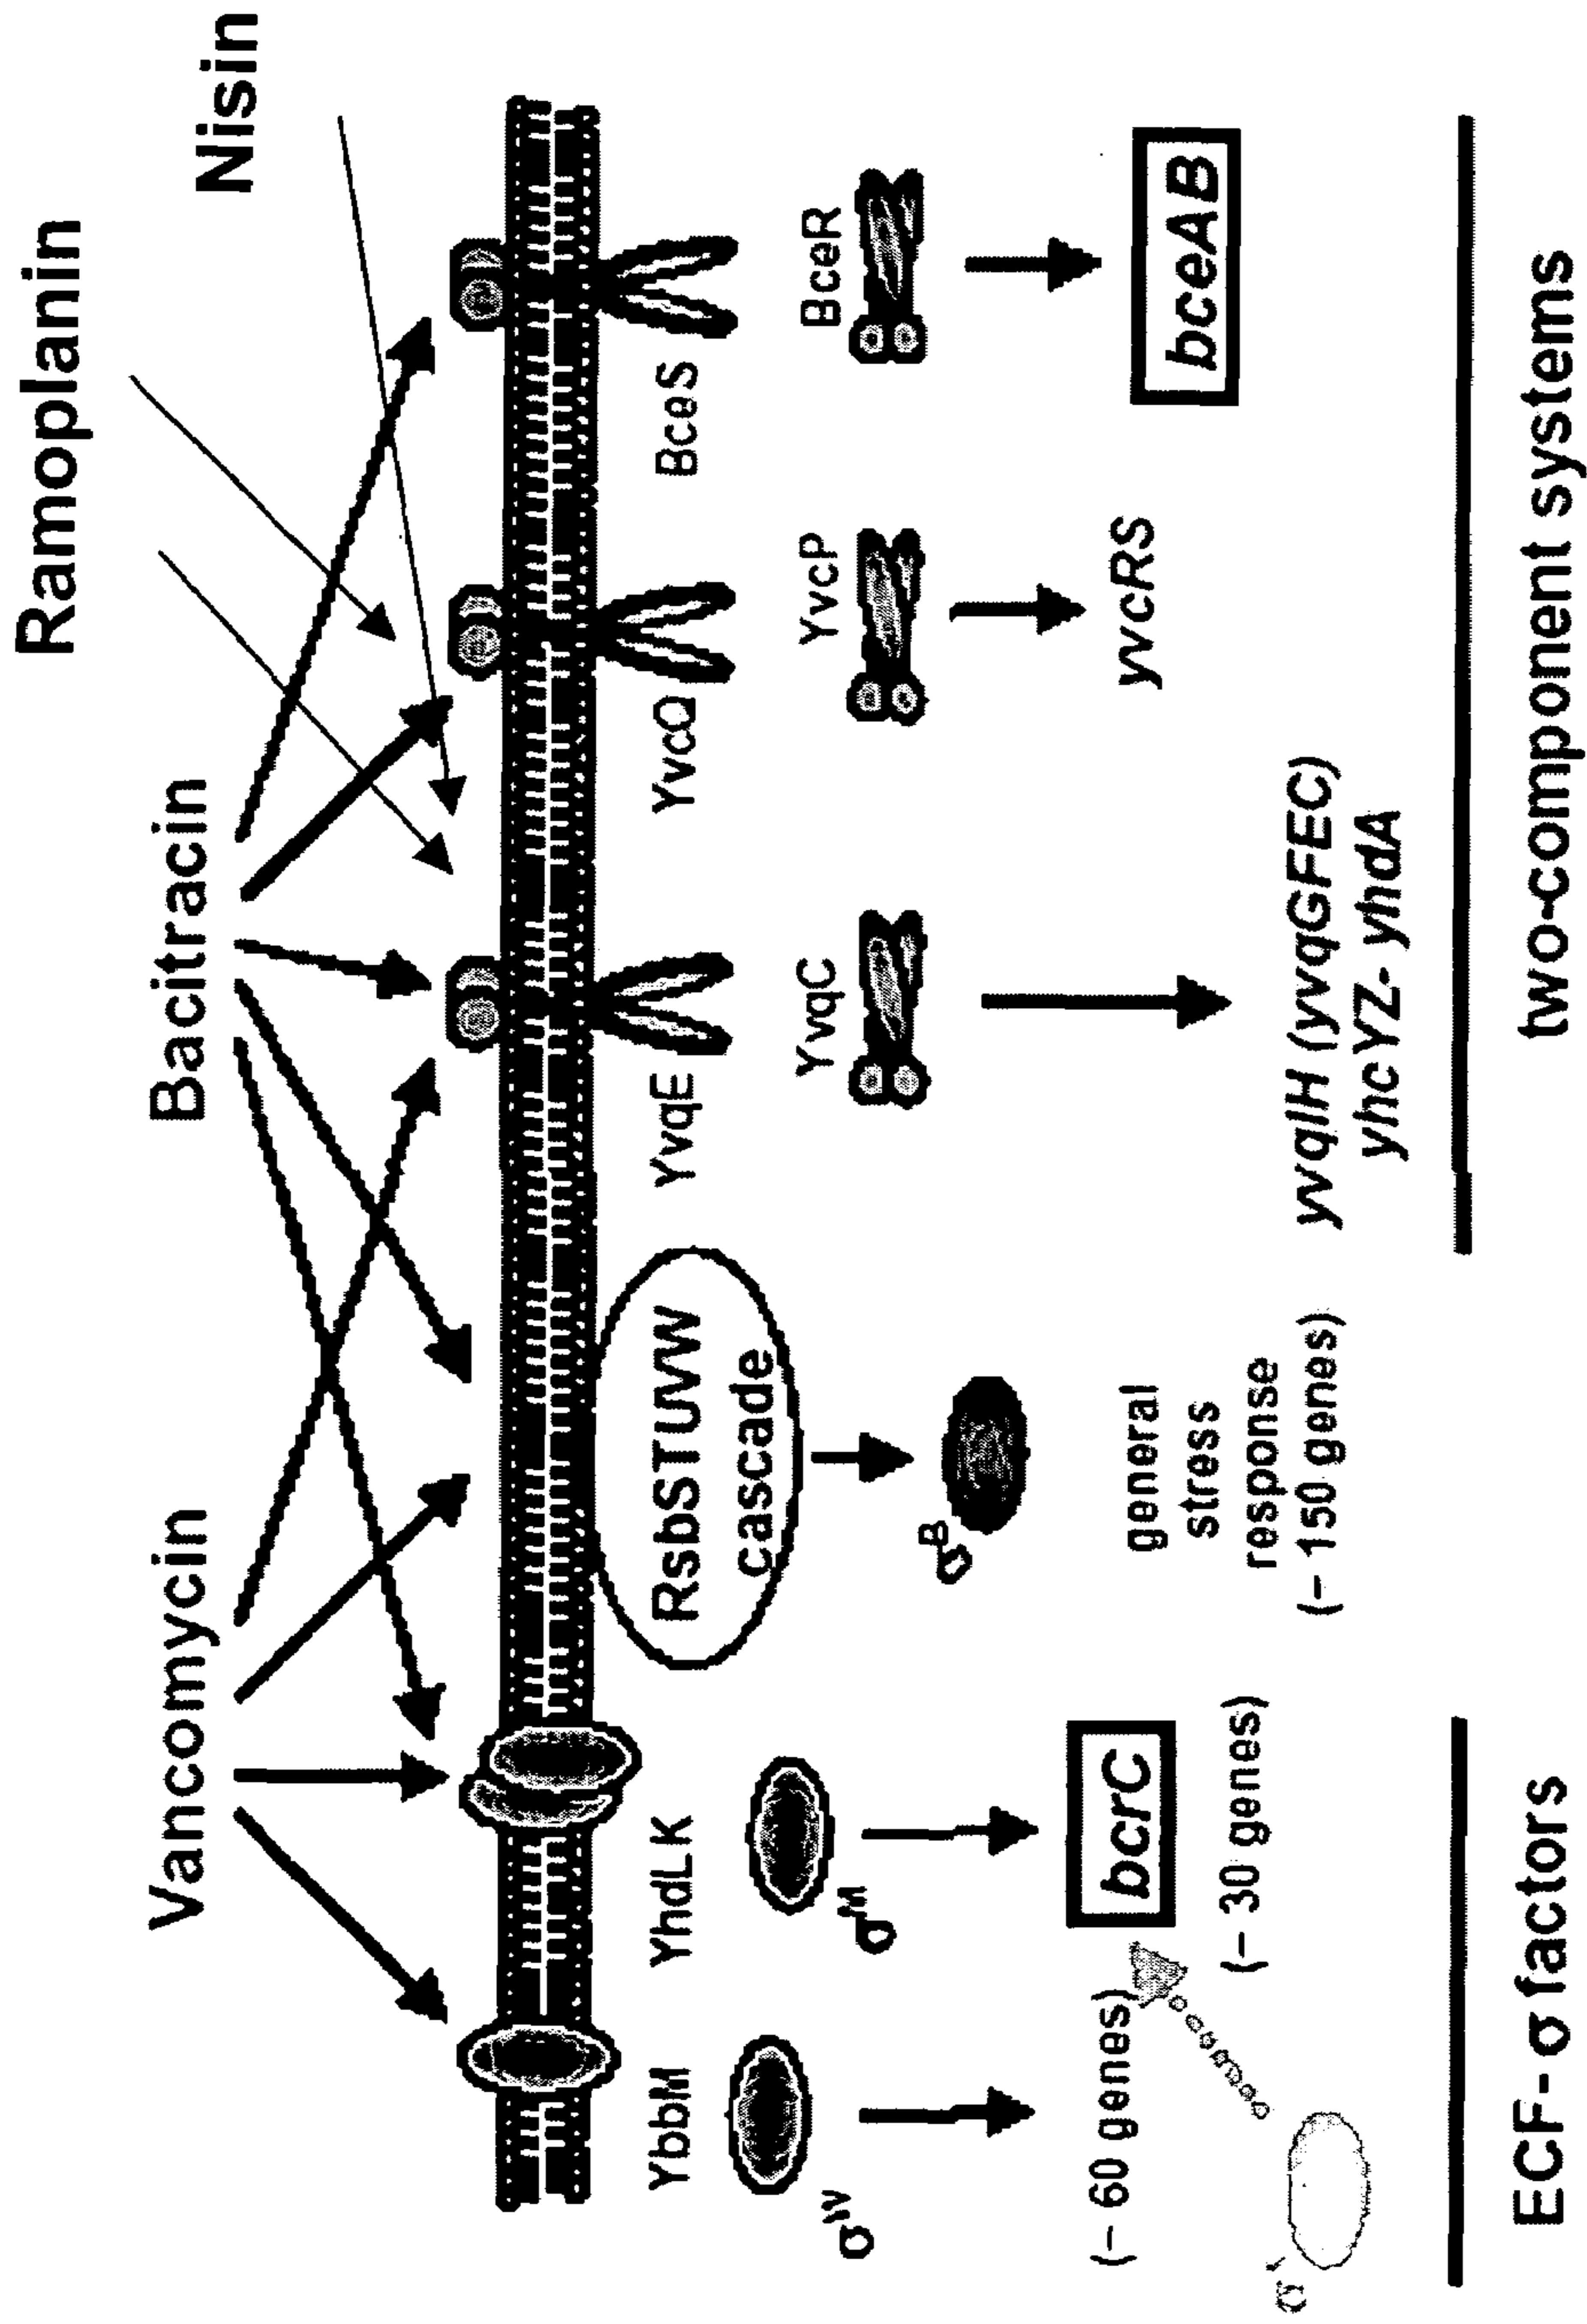 Ramoplanin
Vancomycin
Bacitracin
Nisin
YbbM
YhdLK
RsbSTUVW
cascade
YvqE
YvcQ
BceS
σW
σM
σB
YvqC
YvcP
BceR
(~ 60 genes)
bcrC
(~ 30 genes)
general
stress
response
(~ 150 genes)
yvqIH (yvqGFEC)
yhcYZ- yhdA
yvcRS
bceAB
ECF- σ factors
two-component systems